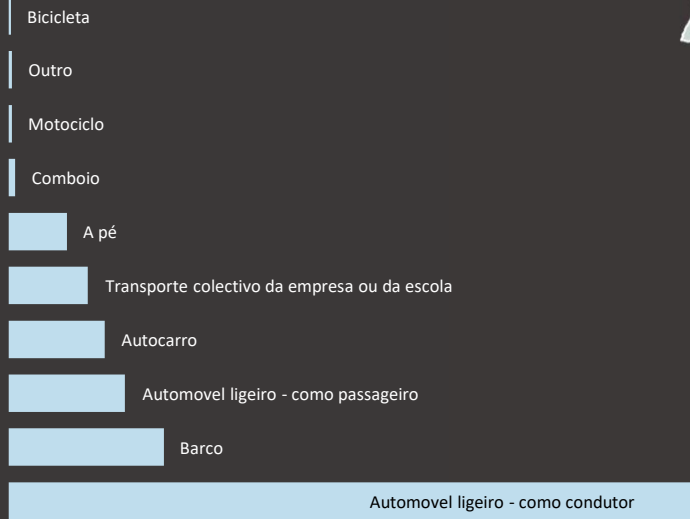 Bicicleta
Outro
Motociclo
Comboio
A pé
Transporte colectivo da empresa ou da escola
Autocarro
Automovel ligeiro - como passageiro
Barco
Automovel ligeiro - como condutor